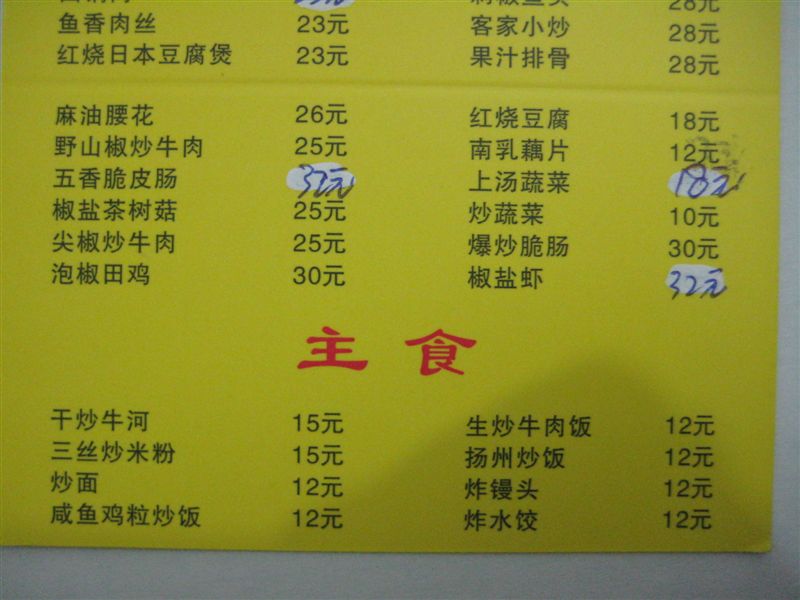 鱼香肉丝 23元
客家小炒 28元
红烧日本豆腐煲 23元
果汁排骨 28元
麻油腰花 26元
红烧豆腐 18元
野山椒炒牛肉 25元
南乳藕片 12元
五香脆皮肠 32元
上汤蔬菜 18元
椒盐茶树菇 25元
炒蔬菜 10元
尖椒炒牛肉 25元
爆炒脆肠 30元
泡椒田鸡 30元
椒盐虾 32元
主食
干炒牛河 15元
生炒牛肉饭 12元
三丝炒米粉 15元
扬州炒饭 12元
炒面 12元
炸馒头 12元
咸鱼鸡粒炒饭 12元
炸水饺 12元